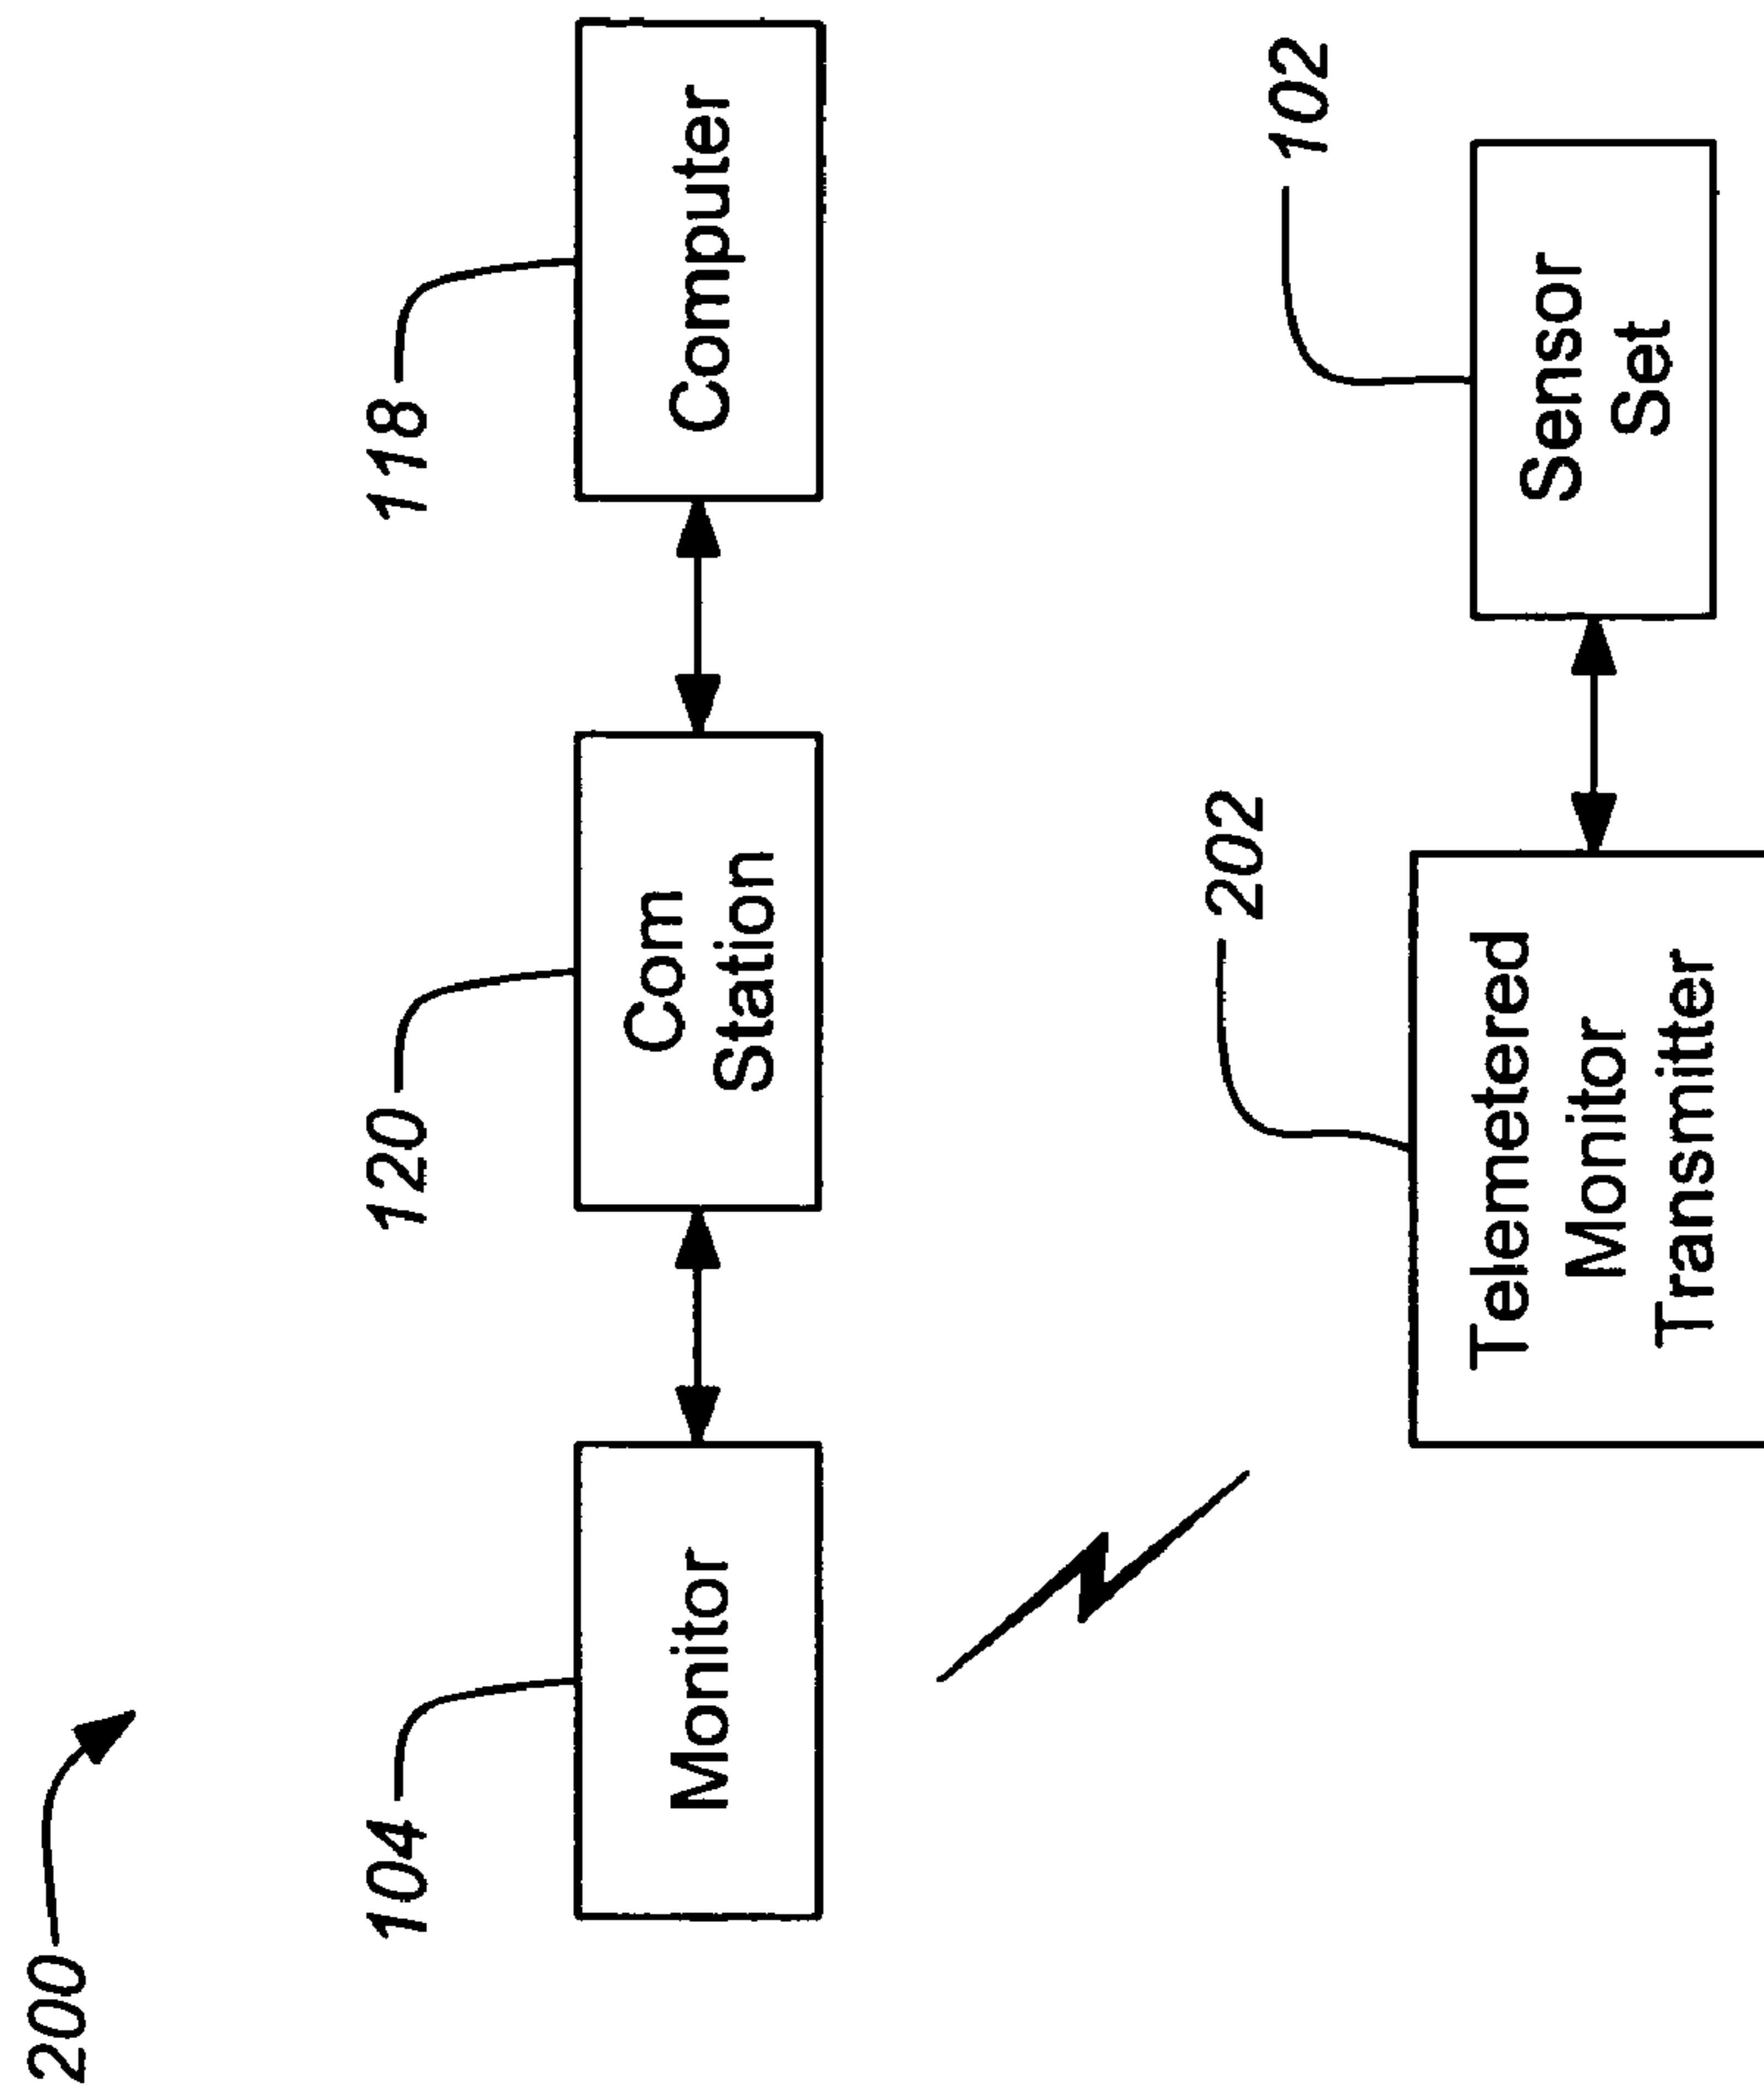 200
104
120
118
Monitor
Com
Station
Computer
202
102
Telemetered
Monitor
Transmitter
Sensor
Set